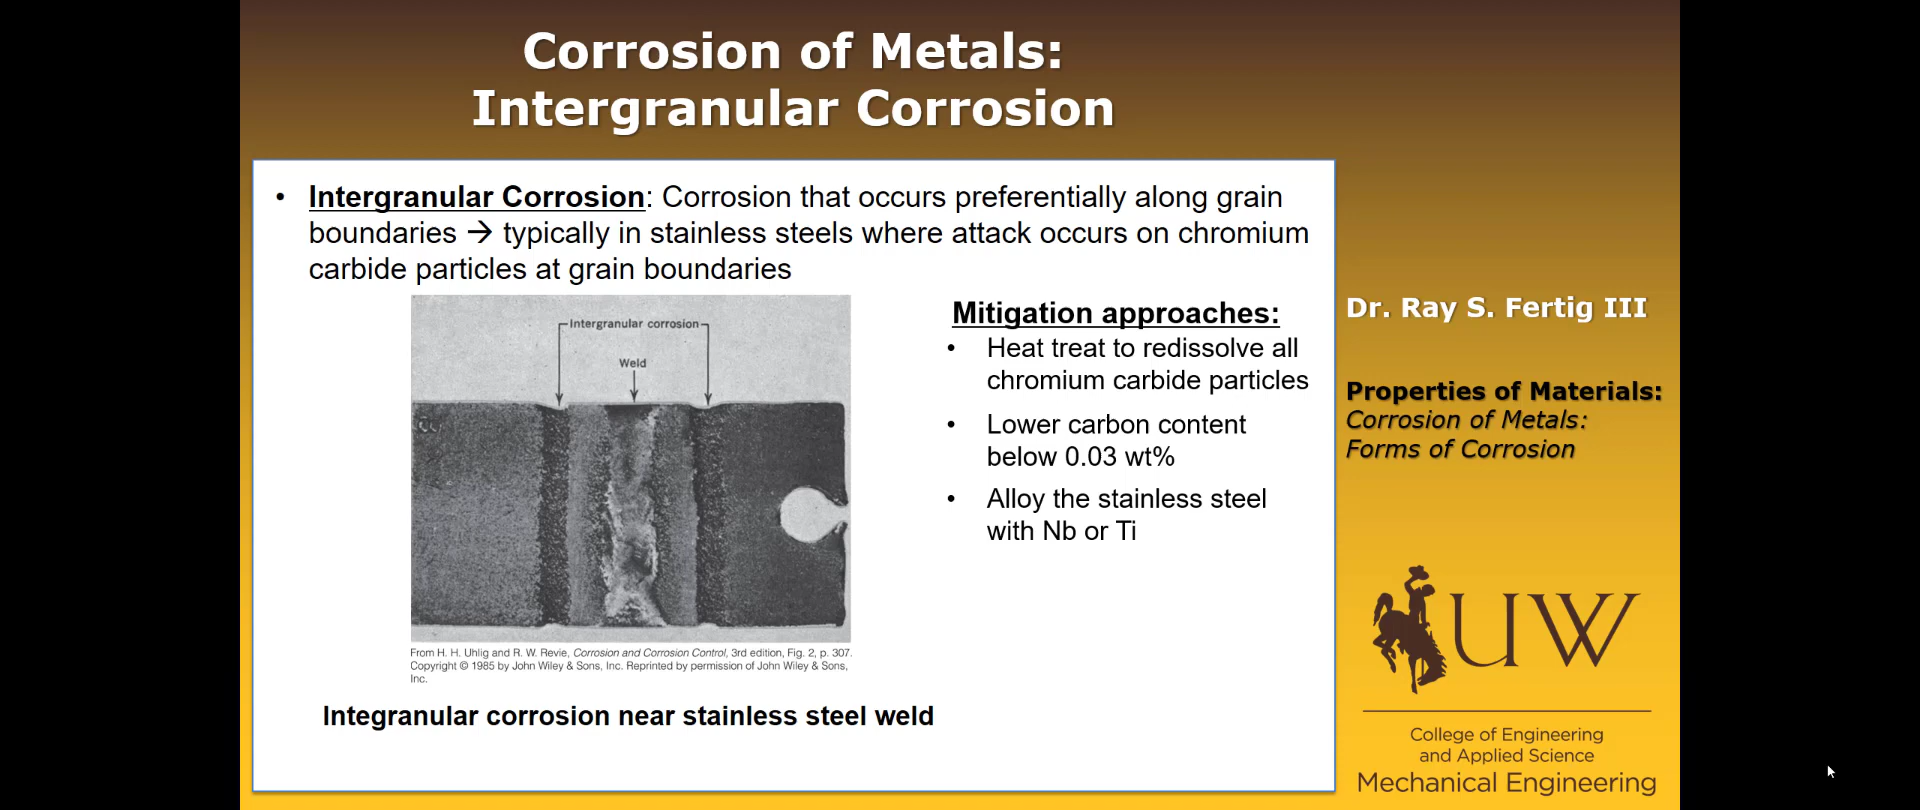 Corrosion of Metals:
Intergranular Corrosion
• Intergranular Corrosion: Corrosion that occurs preferentially along grain
boundaries → typically in stainless steels where attack occurs on chromium
carbide particles at grain boundaries
Intergranular corrosion
Weld
From H. H. Uhlig and R. W. Revie, Corrosion and Corrosion Control, 3rd edition, Fig. 2, p. 307.
Copyright © 1985 by John Wiley & Sons, Inc. Reprinted by permission of John Wiley & Sons,
Inc.
Integranular corrosion near stainless steel weld
Mitigation approaches:
• Heat treat to redissolve all
chromium carbide particles
• Lower carbon content
below 0.03 wt%
• Alloy the stainless steel
with Nb or Ti
Dr. Ray S. Fertig III
Properties of Materials:
Corrosion of Metals:
Forms of Corrosion
UW
College of Engineering
and Applied Science
Mechanical Engineering